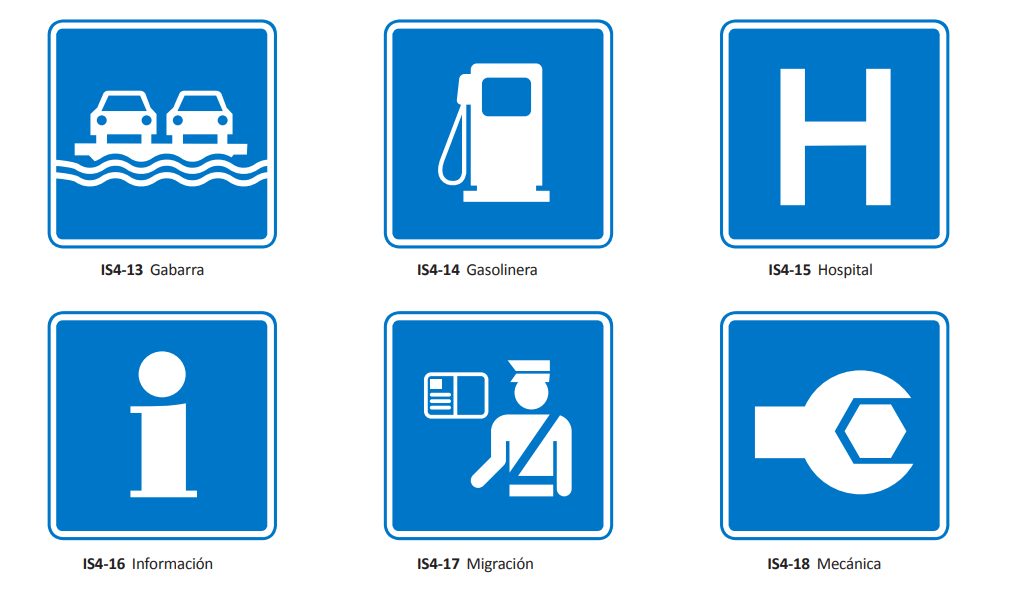 H
IS4-13 Gabarra
IS4-14 Gasolinera
IS4-15 Hospital
i
IS4-16 Información
IS4-17 Migración
IS4-18 Mecánica